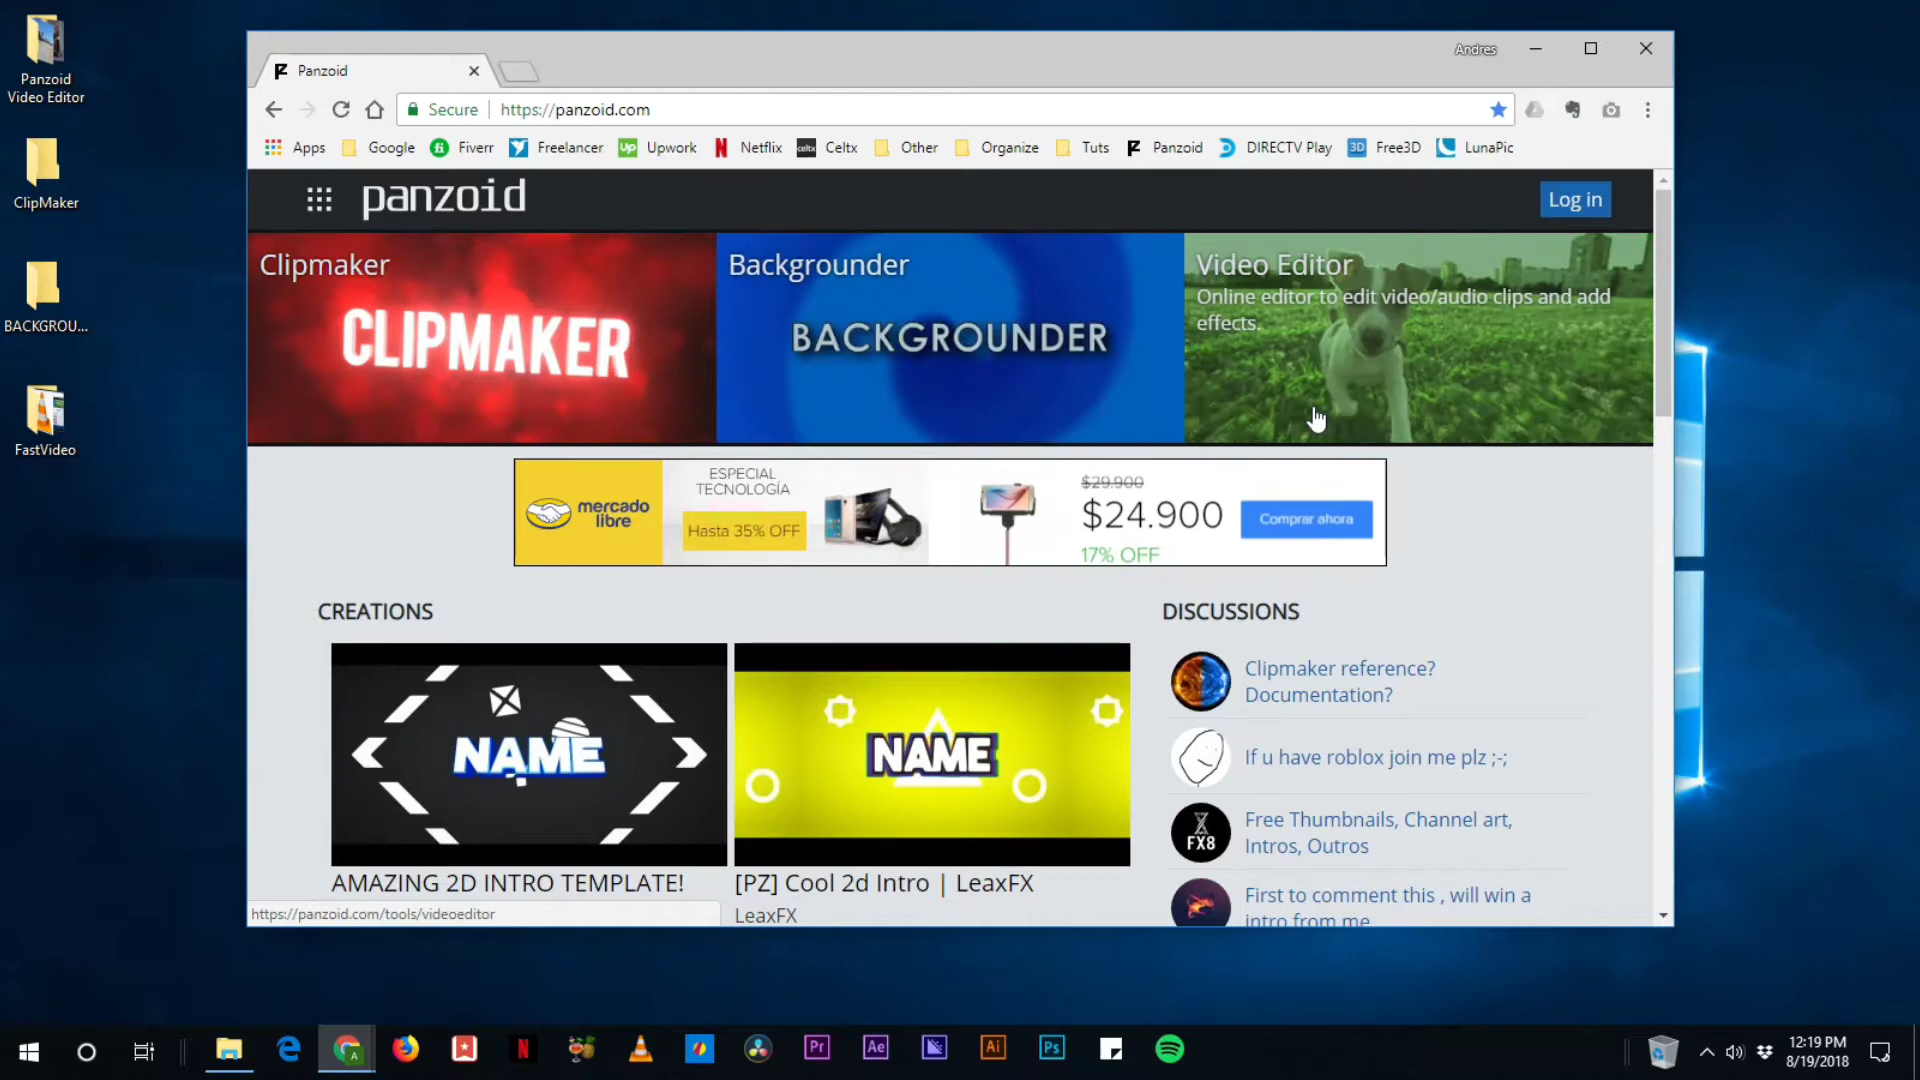 Panzoid
Video Editor
ClipMaker
BACKGROU...
FastVideo
Panzoid
Andres
Secure
https://panzoid.com
Apps
Google
Fiverr
Freelancer
Upwork
Netflix
Celtx
Other
Organize
Tuts
Panzoid
DIRECTV Play
Free3D
LunaPic
panzoid
Log in
Clipmaker
CLIPMAKER
Backgrounder
BACKGROUNDER
Video Editor
Online editor to edit video/audio clips and add
effects.
mercado
libre
ESPECIAL
TECNOLOGÍA
Hasta 35% OFF
$29.900
$24.900
17% OFF
Comprar ahora
CREATIONS
NAME
AMAZING 2D INTRO TEMPLATE!
NAME
[PZ] Cool 2d Intro | LeaxFX
LeaxFX
DISCUSSIONS
Clipmaker reference?
Documentation?
If u have roblox join me plz ;-;
FX8
Free Thumbnails, Channel art,
Intros, Outros
First to comment this , will win a
intro from me
https://panzoid.com/tools/videoeditor
Pr
Ae
Ai
Ps
12:19 PM
8/19/2018